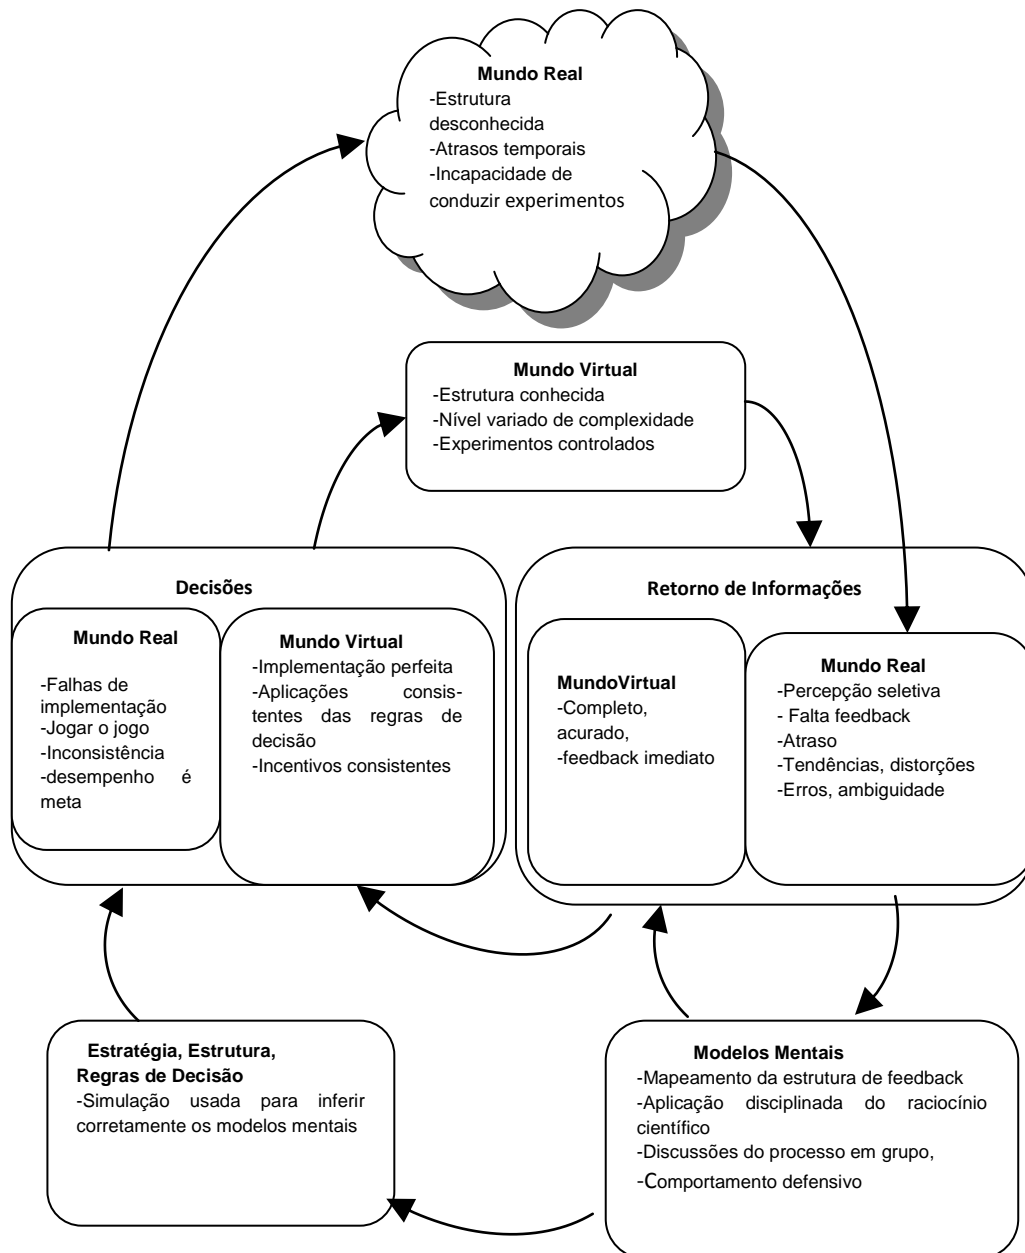 Mundo Real
-Estrutura
desconhecida
-Atrasos temporais
-Incapacidade de
conduzir experimentos
Mundo Virtual
-Estrutura conhecida
-Nível variado de complexidade
-Experimentos controlados
Decisões
Mundo Real
-Falhas de
implementação
-Jogar o jogo
-Inconsistência
-desempenho é
meta
Mundo Virtual
-Implementação perfeita
-Aplicações consis-
tentes das regras de
decisão
-Incentivos consistentes
Retorno de Informações
MundoVirtual
-Completo,
acurado,
-feedback imediato
Mundo Real
-Percepção seletiva
- Falta feedback
-Atraso
-Tendências, distorções
-Erros, ambiguidade
Estratégia, Estrutura,
Regras de Decisão
-Simulação usada para inferir
corretamente os modelos mentais
Modelos Mentais
-Mapeamento da estrutura de feedback
-Aplicação disciplinada do raciocínio
científico
-Discussões do processo em grupo,
-Comportamento defensivo